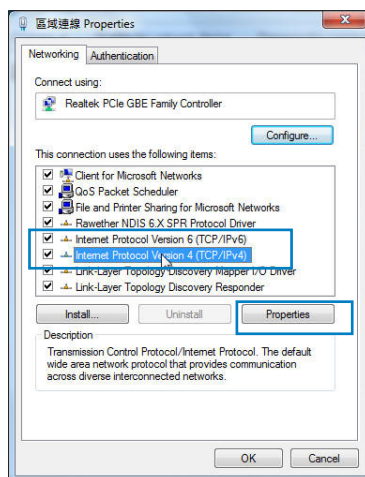 區域連線 Properties
Networking Authentication
Connect using:
Realtek PCIe GBE Family Controller
Configure...
This connection uses the following items:
Client for Microsoft Networks
QoS Packet Scheduler
File and Printer Sharing for Microsoft Networks
Rawether NDIS 6.X SPR Protocol Driver
Internet Protocol Version 6 (TCP/IPv6)
Internet Protocol Version 4 (TCP/IPv4)
Link-Layer Topology Discovery Mapper I/O Driver
Link-Layer Topology Discovery Responder
Install... Uninstall Properties
Description
Transmission Control Protocol/Internet Protocol. The default
wide area network protocol that provides communication
across diverse interconnected networks.
OK Cancel